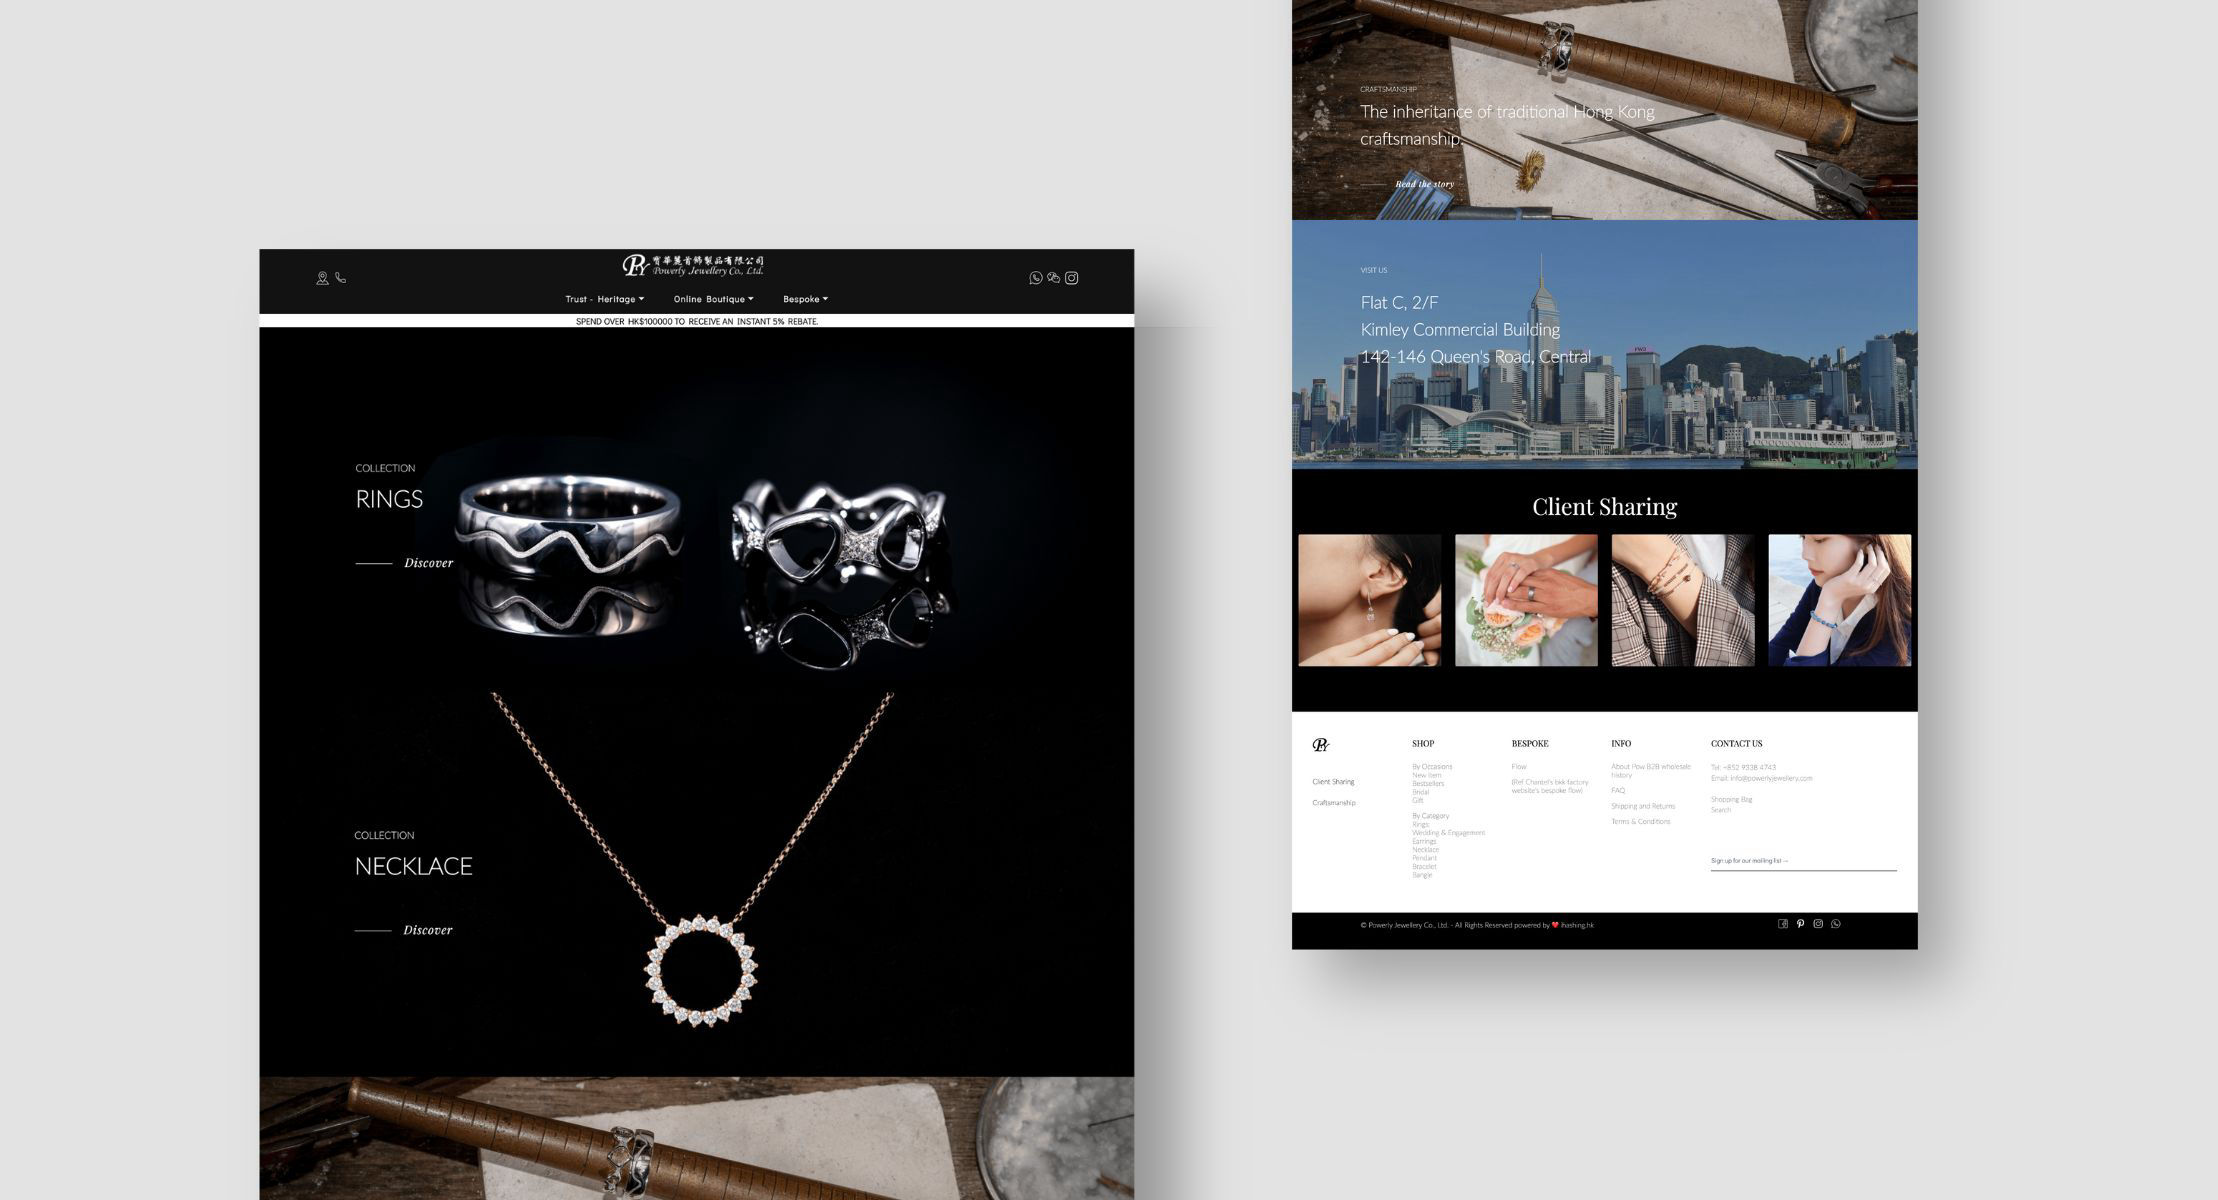 寶華麗首飾製品有限公司
Powerly Jewellery Co., Ltd.
Trust - Heritage
Online Boutique
Bespoke
SPEND OVER HK$100000 TO RECEIVE AN INSTANT 5% REBATE.
COLLECTION
RINGS
Discover
COLLECTION
NECKLACE
Discover
CRAFTSMANSHIP
The inheritance of traditional Hong Kong
craftsmanship.
Read the story
VISIT US
Flat C, 2/F
Kimley Commercial Building
142-146 Queen's Road, Central
FWD
Client Sharing
Client Sharing
Craftsmanship
SHOP
By Occasions
New Item
Bestsellers
Bridal
Gift
By Category
Rings
Wedding & Engagement
Earrings
Necklace
Pendant
Bracelet
Bangle
BESPOKE
Flow
(Ref Chantel's bkk factory
website's bespoke flow)
INFO
About Pow B2B wholesale
history
FAQ
Shipping and Returns
Terms & Conditions
CONTACT US
Tel: +852 9338 4743
Email: info@powerlyjewellery.com
Shopping Bag
Search
Sign up for our mailing list →
© Powerly Jewellery Co., Ltd. - All Rights Reserved powered by ❤ ihashing.hk